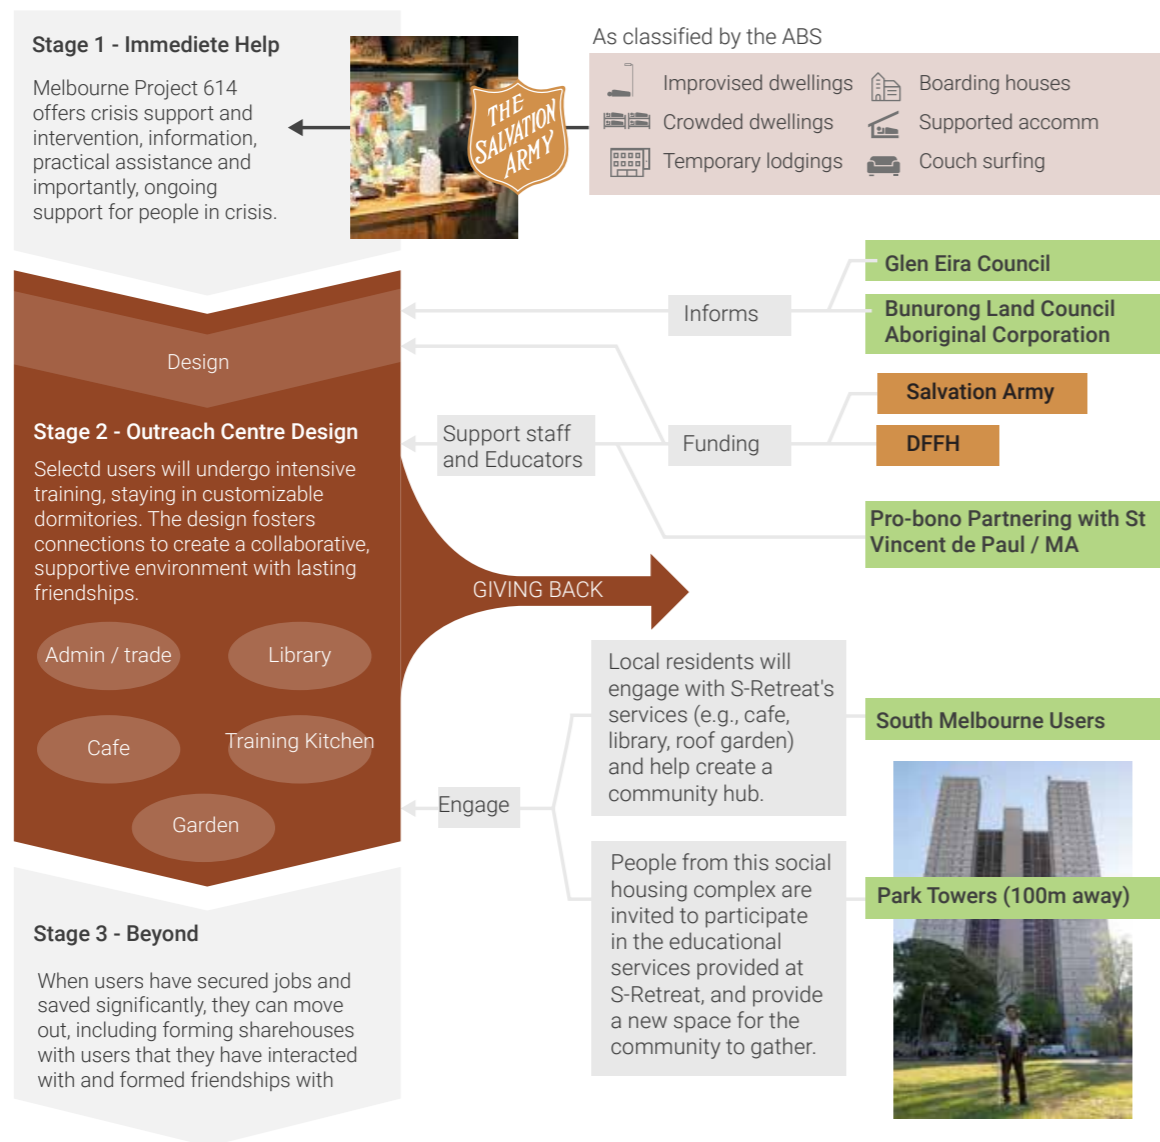 Stage 1 - Immediete Help
Melbourne Project 614
offers crisis support and
intervention, information,
practical assistance and
importantly, ongoing
support for people in crisis.
THE
SALVATION
ARMY
As classified by the ABS
Improvised dwellings
Boarding houses
Crowded dwellings
Supported accomm
Temporary lodgings
Couch surfing
Design
Informs
Glen Eira Council
Bunurong Land Council
Aboriginal Corporation
Stage 2 - Outreach Centre Design
Selectd users will undergo intensive
training, staying in customizable
dormitories. The design fosters
connections to create a collaborative,
supportive environment with lasting
friendships.
Support staff
and Educators
Funding
Salvation Army
DFFH
Pro-bono Partnering with St
Vincent de Paul / MA
GIVING BACK
Admin / trade
Library
Cafe
Training Kitchen
Garden
Engage
Local residents will
engage with S-Retreat's
services (e.g., cafe,
library, roof garden)
and help create a
community hub.
South Melbourne Users
People from this social
housing complex are
invited to participate
in the educational
services provided at
S-Retreat, and provide
a new space for the
community to gather.
Park Towers (100m away)
Stage 3 - Beyond
When users have secured jobs and
saved significantly, they can move
out, including forming sharehouses
with users that they have interacted
with and formed friendships with